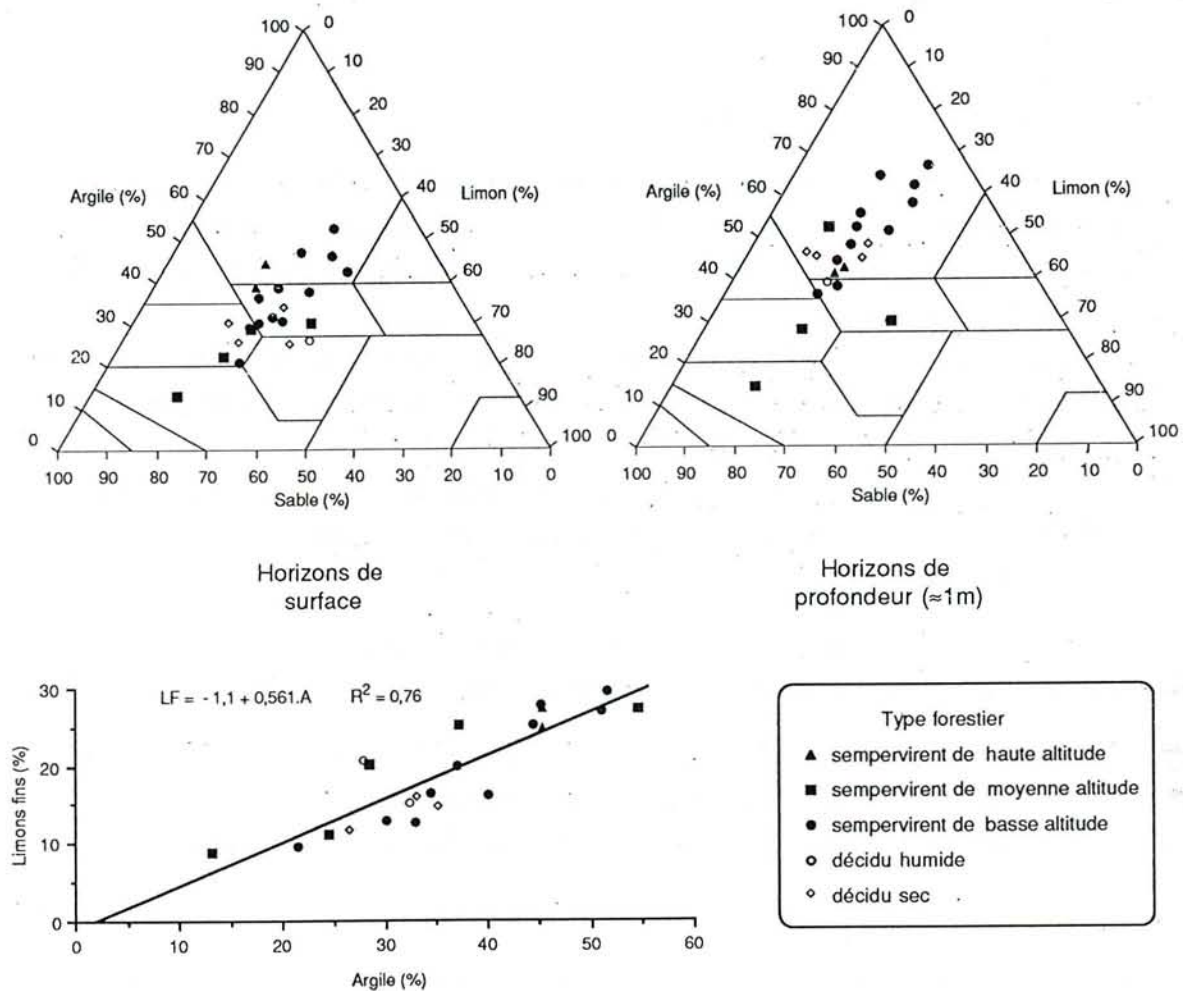 100
0
90
10
80
20
70
30
Argile (%)
60
40
Limon (%)
50
50
40
60
30
70
20
80
10
90
0
100
100 90 80 70 60 50 40 30 20 10 0
Sable (%)
Horizons de
surface
100
0
90
10
80
20
70
30
Argile (%)
60
40
Limon (%)
50
50
40
60
30
70
20
80
10
90
0
100
100 90 80 70 60 50 40 30 20 10 0
Sable (%)
Horizons de
profondeur (≈1m)
LF = - 1,1 + 0,561.A R² = 0,76
Limons fins (%)
30
20
10
0
0 10 20 30 40 50 60
Argile (%)
Type forestier
sempervirent de haute altitude
sempervirent de moyenne altitude
sempervirent de basse altitude
décidu humide
décidu sec